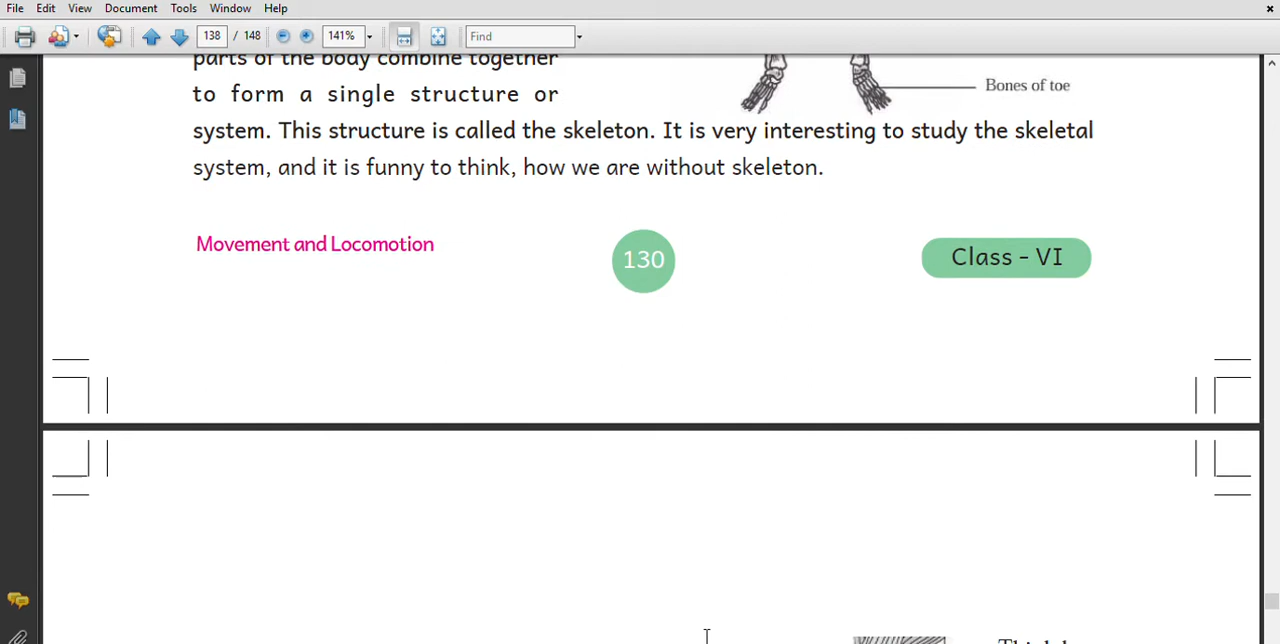 File Edit View Document Tools Window Help
138 / 148 141% Find
parts of the body combine together
to form a single structure or
Bones of toe
system. This structure is called the skeleton. It is very interesting to study the skeletal
system, and it is funny to think, how we are without skeleton.
Movement and Locomotion
130
Class - VI